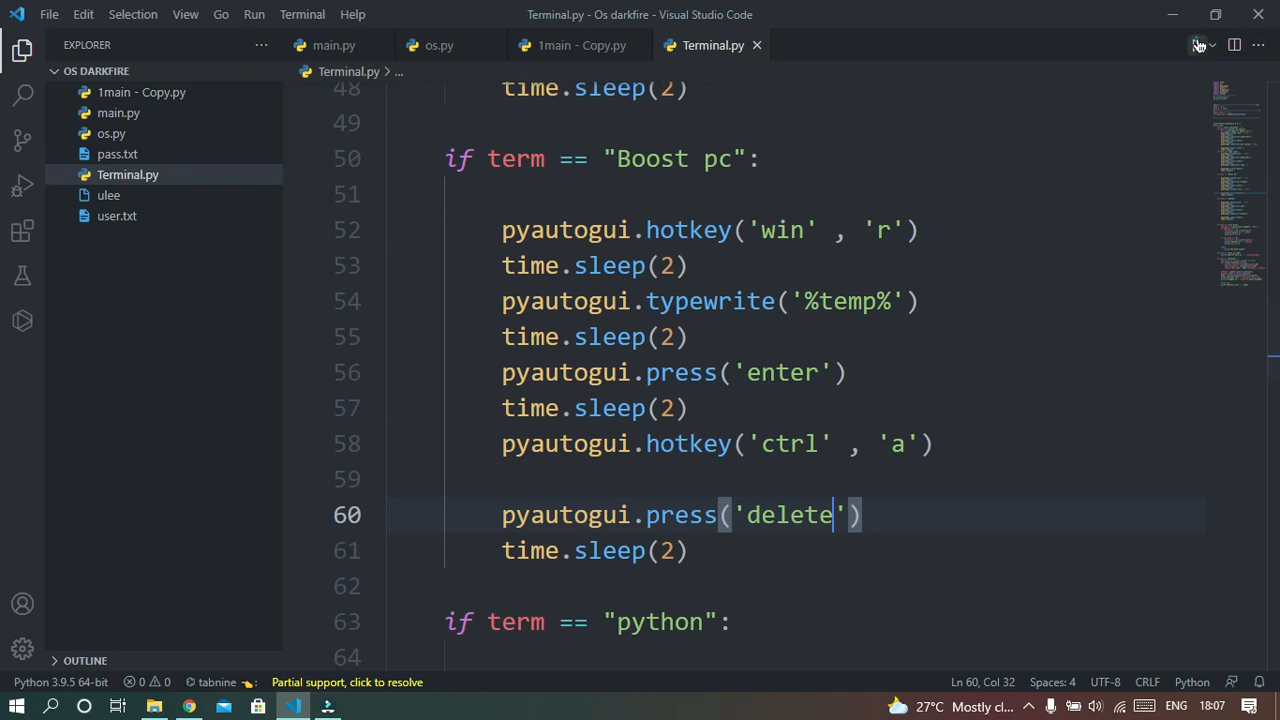 File Edit Selection View Go Run Terminal Help Terminal.py - Os darkfire - Visual Studio Code
EXPLORER ··· main.py os.py 1main - Copy.py Terminal.py
OS DARKFIRE
Terminal.py > ...
1main - Copy.py
main.py
os.py
pass.txt
Terminal.py
ulee
user.txt
OUTLINE
48 time.sleep(2)
49
50 if term == "Boost pc":
51
52 pyautogui.hotkey('win' , 'r')
53 time.sleep(2)
54 pyautogui.typewrite('%temp%')
55 time.sleep(2)
56 pyautogui.press('enter')
57 time.sleep(2)
58 pyautogui.hotkey('ctrl' , 'a')
59
60 pyautogui.press('delete')
61 time.sleep(2)
62
63 if term == "python":
64
Python 3.9.5 64-bit 0 0 tabnine Partial support, click to resolve Ln 60, Col 32 Spaces: 4 UTF-8 CRLF Python
27°C Mostly cl... ENG 18:07